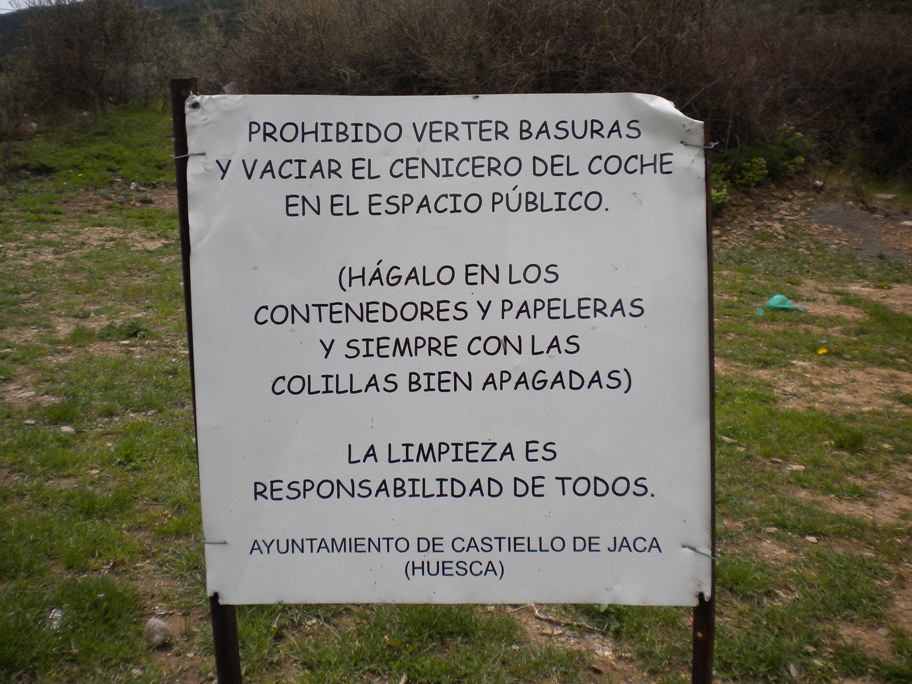 PROHIBIDO VERTER BASURAS
Y VACIAR EL CENICERO DEL COCHE
EN EL ESPACIO PÚBLICO.
(HÁGALO EN LOS
CONTENEDORES Y PAPELERAS
Y SIEMPRE CON LAS
COLILLAS BIEN APAGADAS)
LA LIMPIEZA ES
RESPONSABILIDAD DE TODOS.
AYUNTAMIENTO DE CASTIELLO DE JACA
(HUESCA)